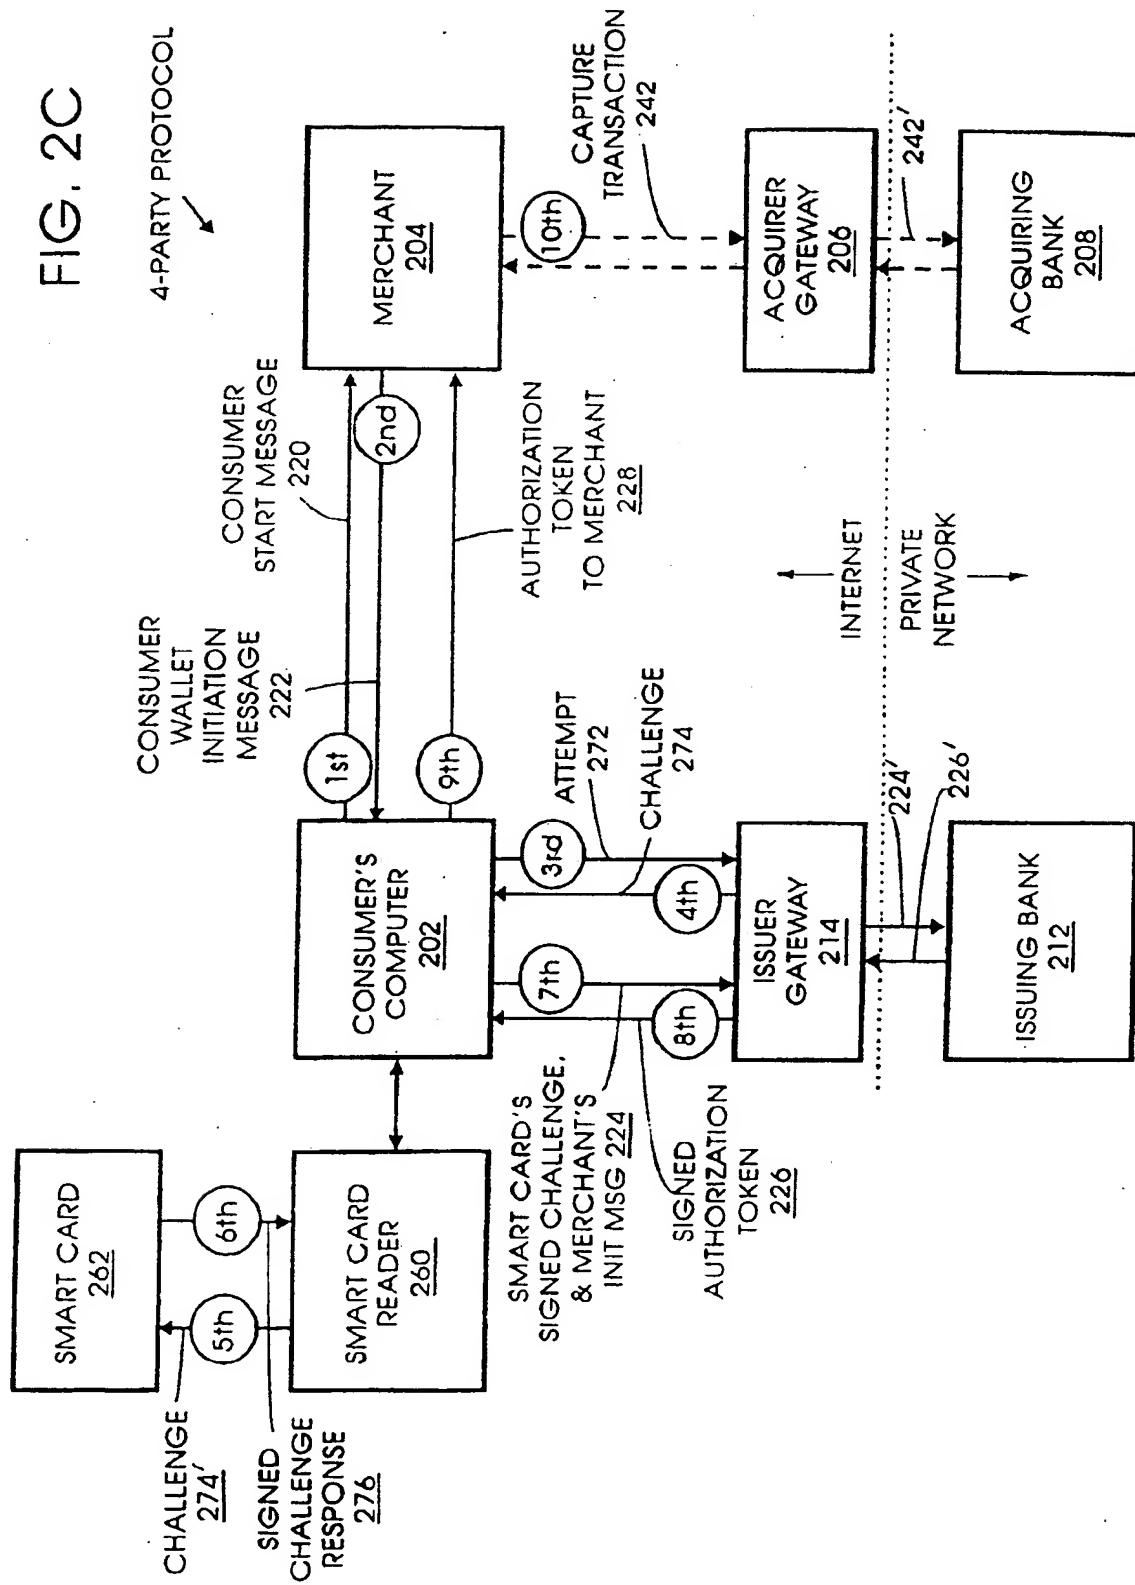 FIG. 2C
4-PARTY PROTOCOL
CONSUMER
START MESSAGE
220
CONSUMER
WALLET
INITIATION
MESSAGE
222
1st
2nd
9th
AUTHORIZATION
TOKEN
TO MERCHANT
228
MERCHANT
204
10th
CAPTURE
TRANSACTION
242
ACQUIRER
GATEWAY
206
242'
ACQUIRING
BANK
208
SMART CARD
262
CHALLENGE
274'
5th
6th
SIGNED
CHALLENGE
RESPONSE
276
SMART CARD
READER
260
CONSUMER'S
COMPUTER
202
3rd
ATTEMPT
272
4th
CHALLENGE
274
7th
8th
SMART CARD'S
SIGNED CHALLENGE,
& MERCHANT'S
INIT MSG 224
SIGNED
AUTHORIZATION
TOKEN
226
ISSUER
GATEWAY
214
INTERNET
PRIVATE
NETWORK
224'
226'
ISSUING BANK
212